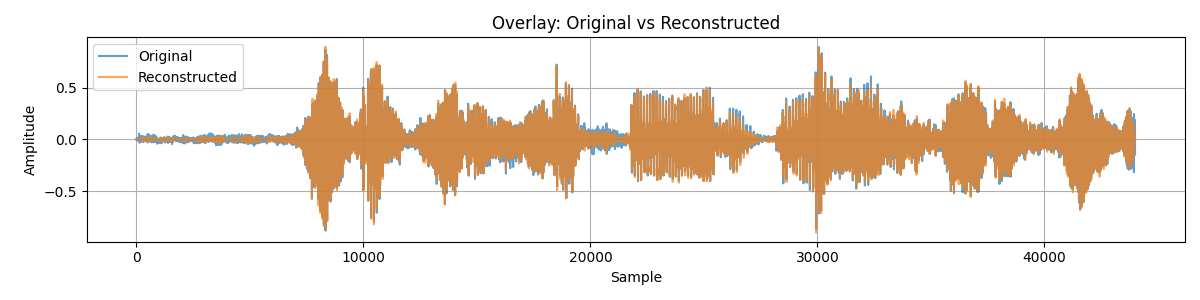 Overlay: Original vs Reconstructed
Original
Reconstructed
Amplitude
0.5
0.0
−0.5
0 10000 20000 30000 40000
Sample